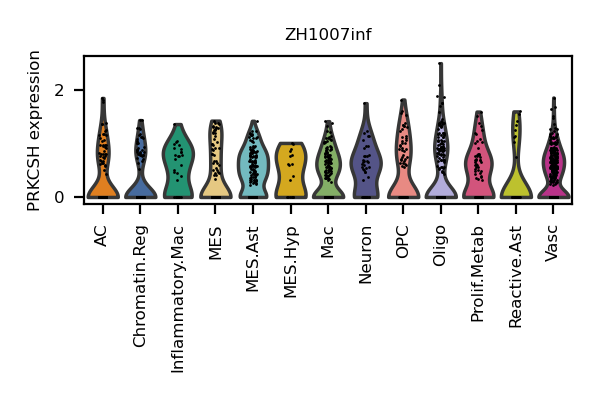 ZH1007inf
PRKCSH expression
2
0
AC
Chromatin.Reg
Inflammatory.Mac
MES
MES.Ast
MES.Hyp
Mac
Neuron
OPC
Oligo
Prolif.Metab
Reactive.Ast
Vasc